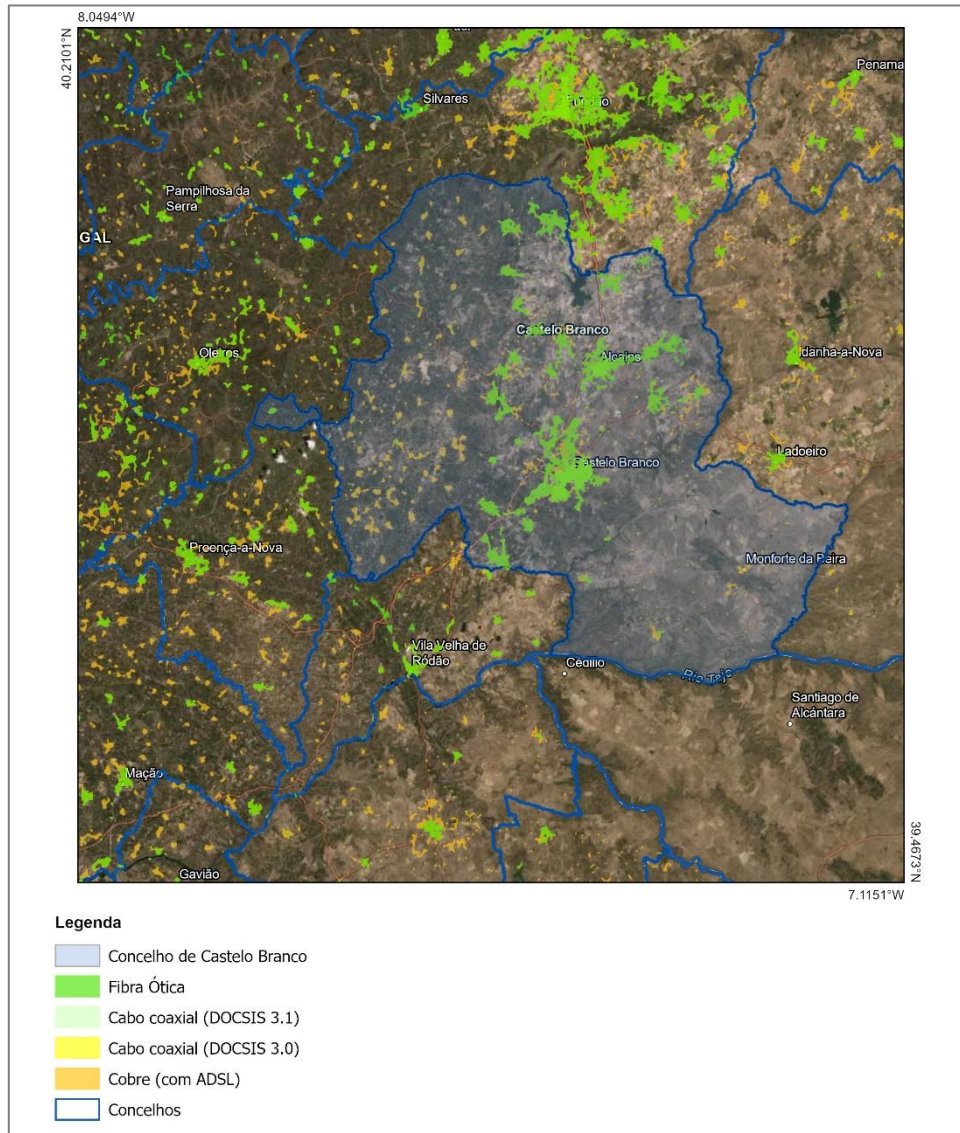 8.0494°W
40.2101°N
Silvares
Fundão
Penama
Pampilhosa da
Serra
GAL
Castelo Branco
Oleiros
Alcains
Idanha-a-Nova
Castelo Branco
Ladoeiro
Proença-a-Nova
Monforte da Beira
Vila Velha de
Ródão
Cedillo
Rio Tejo
Santiago de
Alcántara
Mação
Gavião
39.4673°N
7.1151°W
Legenda
Concelho de Castelo Branco
Fibra Ótica
Cabo coaxial (DOCSIS 3.1)
Cabo coaxial (DOCSIS 3.0)
Cobre (com ADSL)
Concelhos